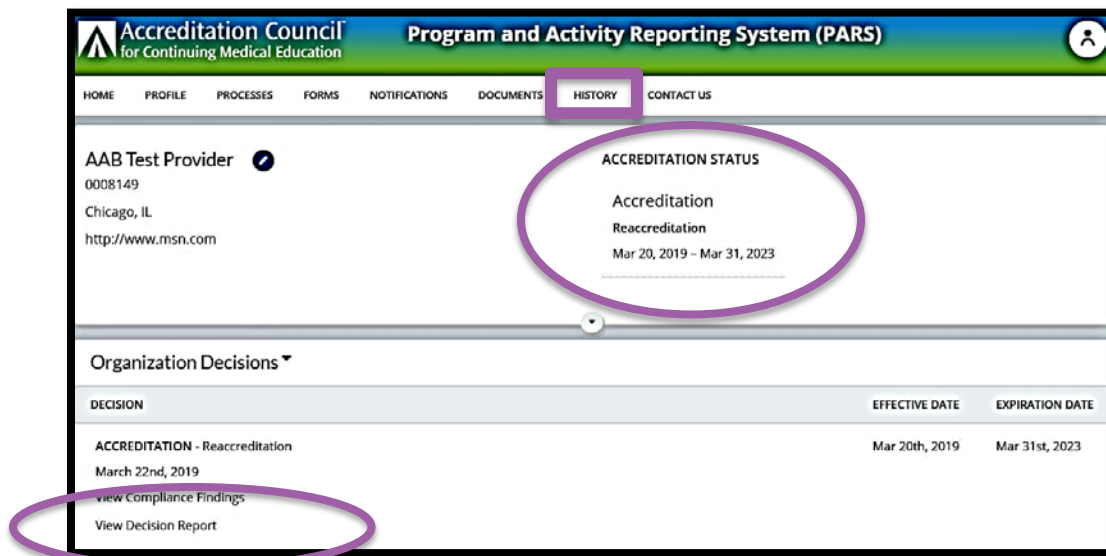 Accreditation Council™
for Continuing Medical Education
Program and Activity Reporting System (PARS)
HOME PROFILE PROCESSES FORMS NOTIFICATIONS DOCUMENTS HISTORY CONTACT US
AAB Test Provider
0008149
Chicago, IL
http://www.msn.com
ACCREDITATION STATUS
Accreditation
Reaccreditation
Mar 20, 2019 – Mar 31, 2023
Organization Decisions
DECISION EFFECTIVE DATE EXPIRATION DATE
ACCREDITATION - Reaccreditation Mar 20th, 2019 Mar 31st, 2023
March 22nd, 2019
View Compliance Findings
View Decision Report